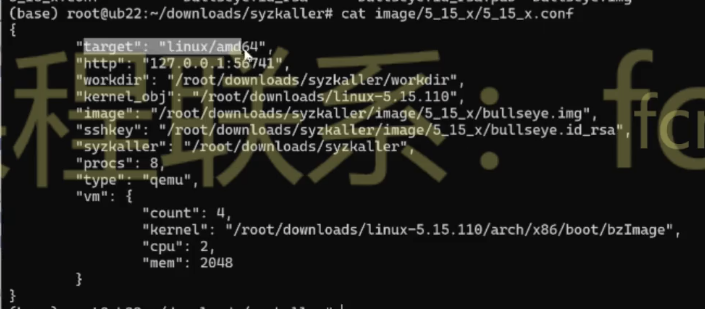 (base) root@ub22:~/downloads/syzkaller# cat image/5_15_x/5_15_x.conf
{
"target": "linux/amd64",
"http": "127.0.0.1:56741",
"workdir": "/root/downloads/syzkaller/workdir",
"kernel_obj": "/root/downloads/linux-5.15.110",
"image": "/root/downloads/syzkaller/image/5_15_x/bullseye.img",
"sshkey": "/root/downloads/syzkaller/image/5_15_x/bullseye.id_rsa",
"syzkaller": "/root/downloads/syzkaller",
程联系：fc
"procs": 8,
"type": "qemu",
"vm": {
"count": 4,
"kernel": "/root/downloads/linux-5.15.110/arch/x86/boot/bzImage",
"cpu": 2,
"mem": 2048
}
}